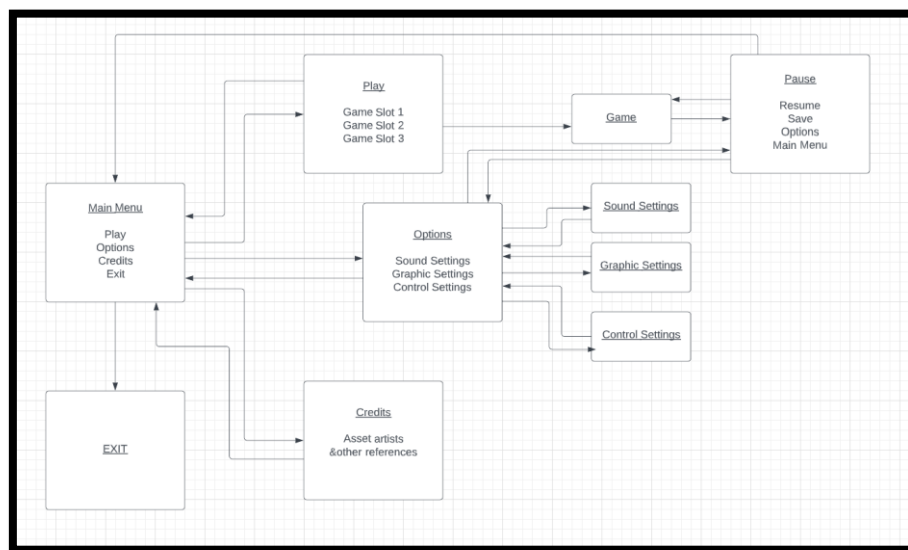 Play
Game Slot 1
Game Slot 2
Game Slot 3
Game
Pause
Resume
Save
Options
Main Menu
Main Menu
Play
Options
Credits
Exit
Options
Sound Settings
Graphic Settings
Control Settings
Sound Settings
Graphic Settings
Control Settings
EXIT
Credits
Asset artists
&other references